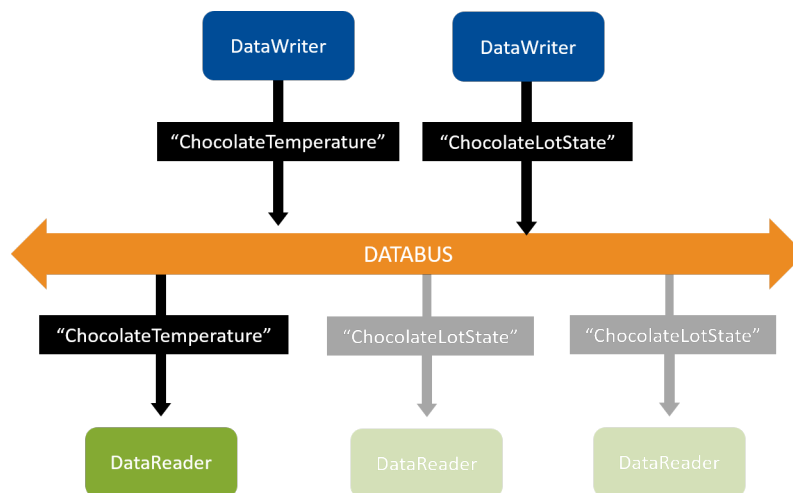 DataWriter
DataWriter
“ChocolateTemperature”
“ChocolateLotState”
DATABUS
“ChocolateTemperature”
“ChocolateLotState”
“ChocolateLotState”
DataReader
DataReader
DataReader